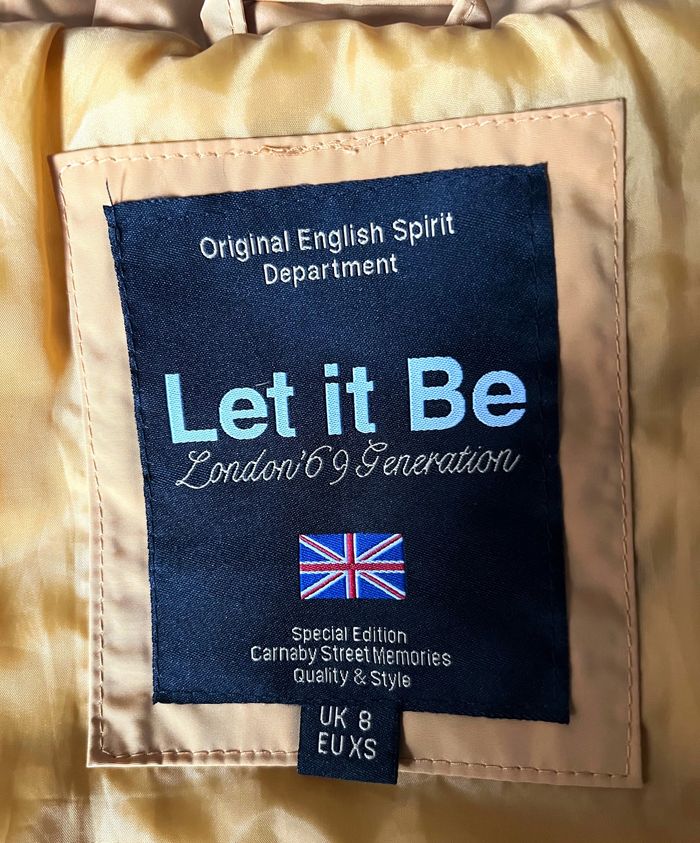 Original English Spirit
Department
Let it Be
London'69 Generation
Special Edition
Carnaby Street Memories
Quality & Style
UK 8
EU XS